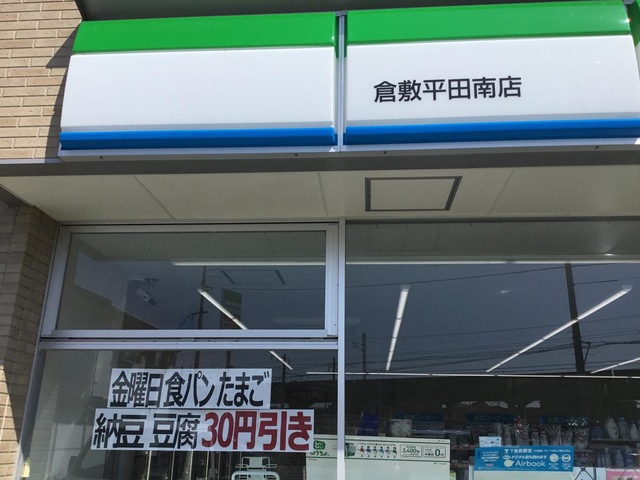 倉敷平田南店
金曜日食パンたまご
納豆 豆腐 30円引き
Airbook